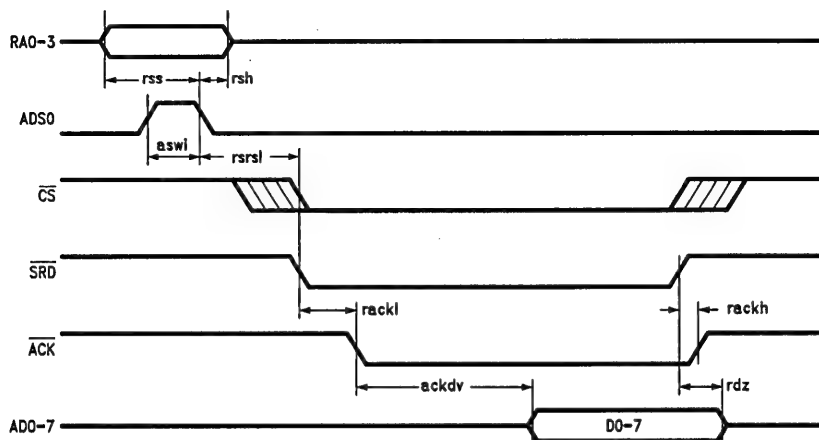 RA0-3
rss
rsh
ADS0
aswi
rsrsl
CS
SRD
rackl
rackh
ACK
ackdv
rdz
AD0-7
D0-7